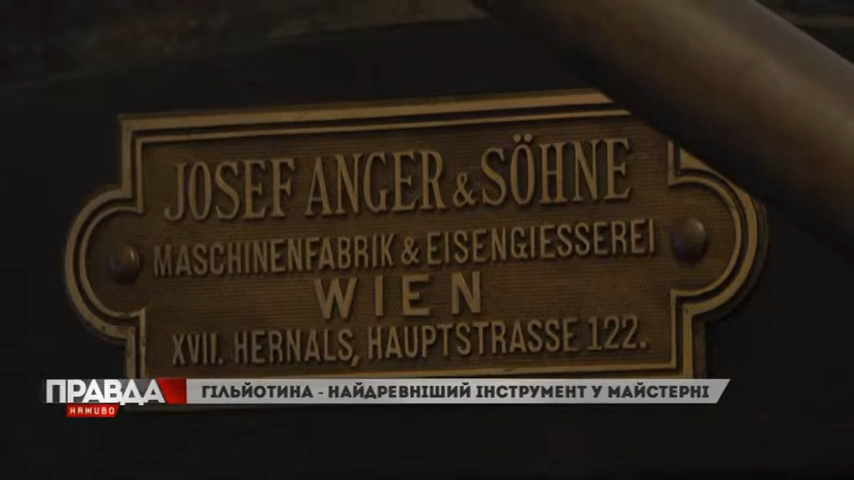 JOSEF ANGER & SÖHNE
MASCHINENFABRIK & EISENGIESSEREI
WIEN
XVII. HERNALS, HAUPTSTRASSE 122.
ПРАВДА
НАЖИВО
ГІЛЬЙОТИНА - НАЙДРЕВНІШИЙ ІНСТРУМЕНТ У МАЙСТЕРНІ